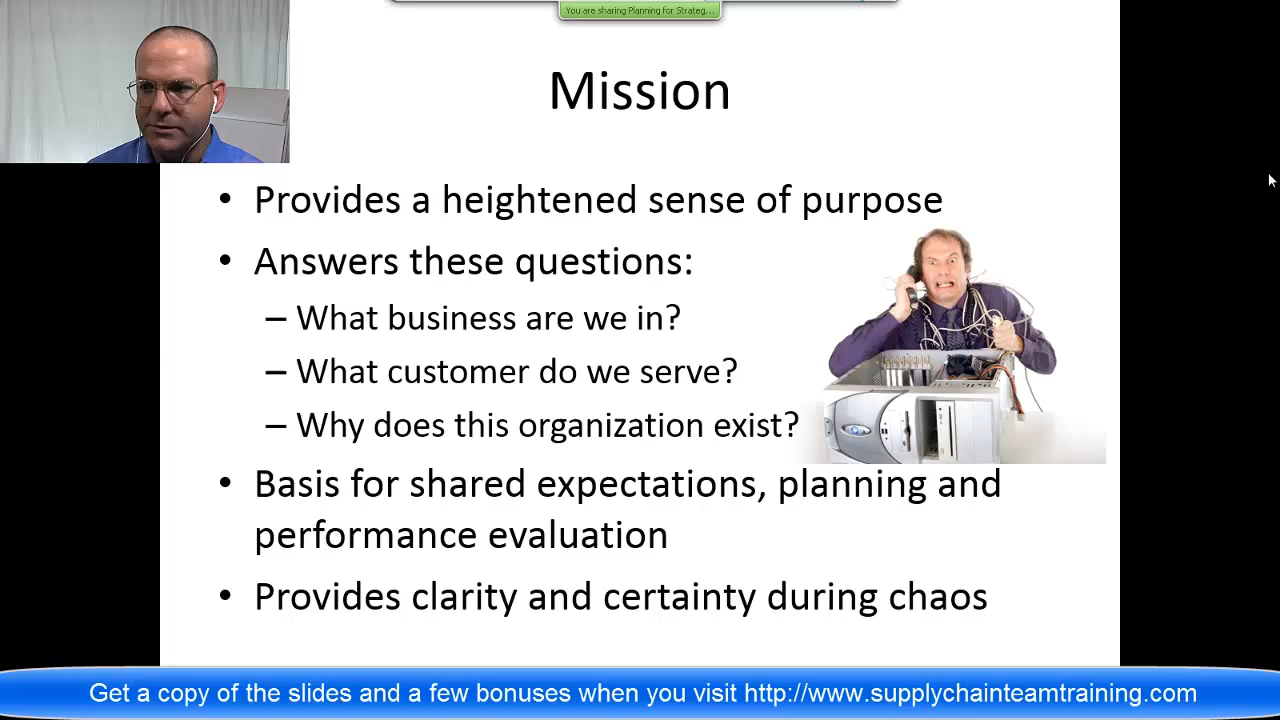 You are sharing Planning for Strateg...
Mission
• Provides a heightened sense of purpose
• Answers these questions:
– What business are we in?
– What customer do we serve?
– Why does this organization exist?
• Basis for shared expectations, planning and
performance evaluation
• Provides clarity and certainty during chaos
Get a copy of the slides and a few bonuses when you visit http://www.supplychainteamtraining.com